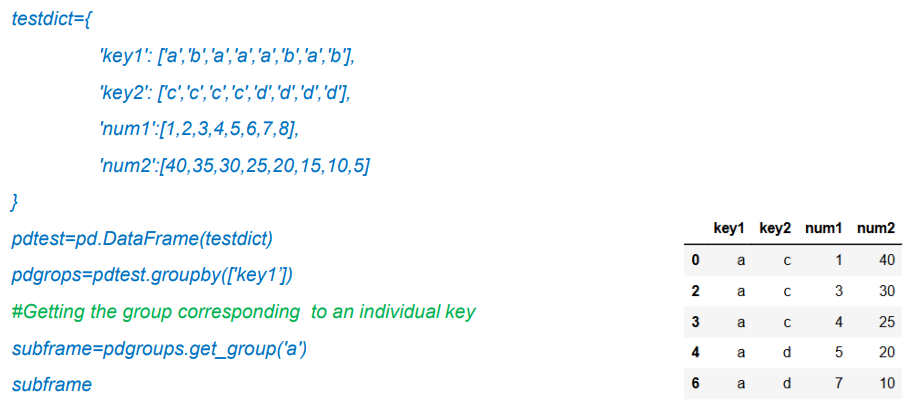 testdict={
'key1': ['a','b','a','a','a','b','a','b'],
'key2': ['c','c','c','c','d','d','d','d'],
'num1':[1,2,3,4,5,6,7,8],
'num2':[40,35,30,25,20,15,10,5]
}
pdtest=pd.DataFrame(testdict)
pdgrops=pdtest.groupby(['key1’])
#Getting the group corresponding  to an individual key
subframe=pdgroups.get_group('a')
subframe
key1 key2 num1 num2
0 a c 1 40
2 a c 3 30
3 a c 4 25
4 a d 5 20
6 a d 7 10